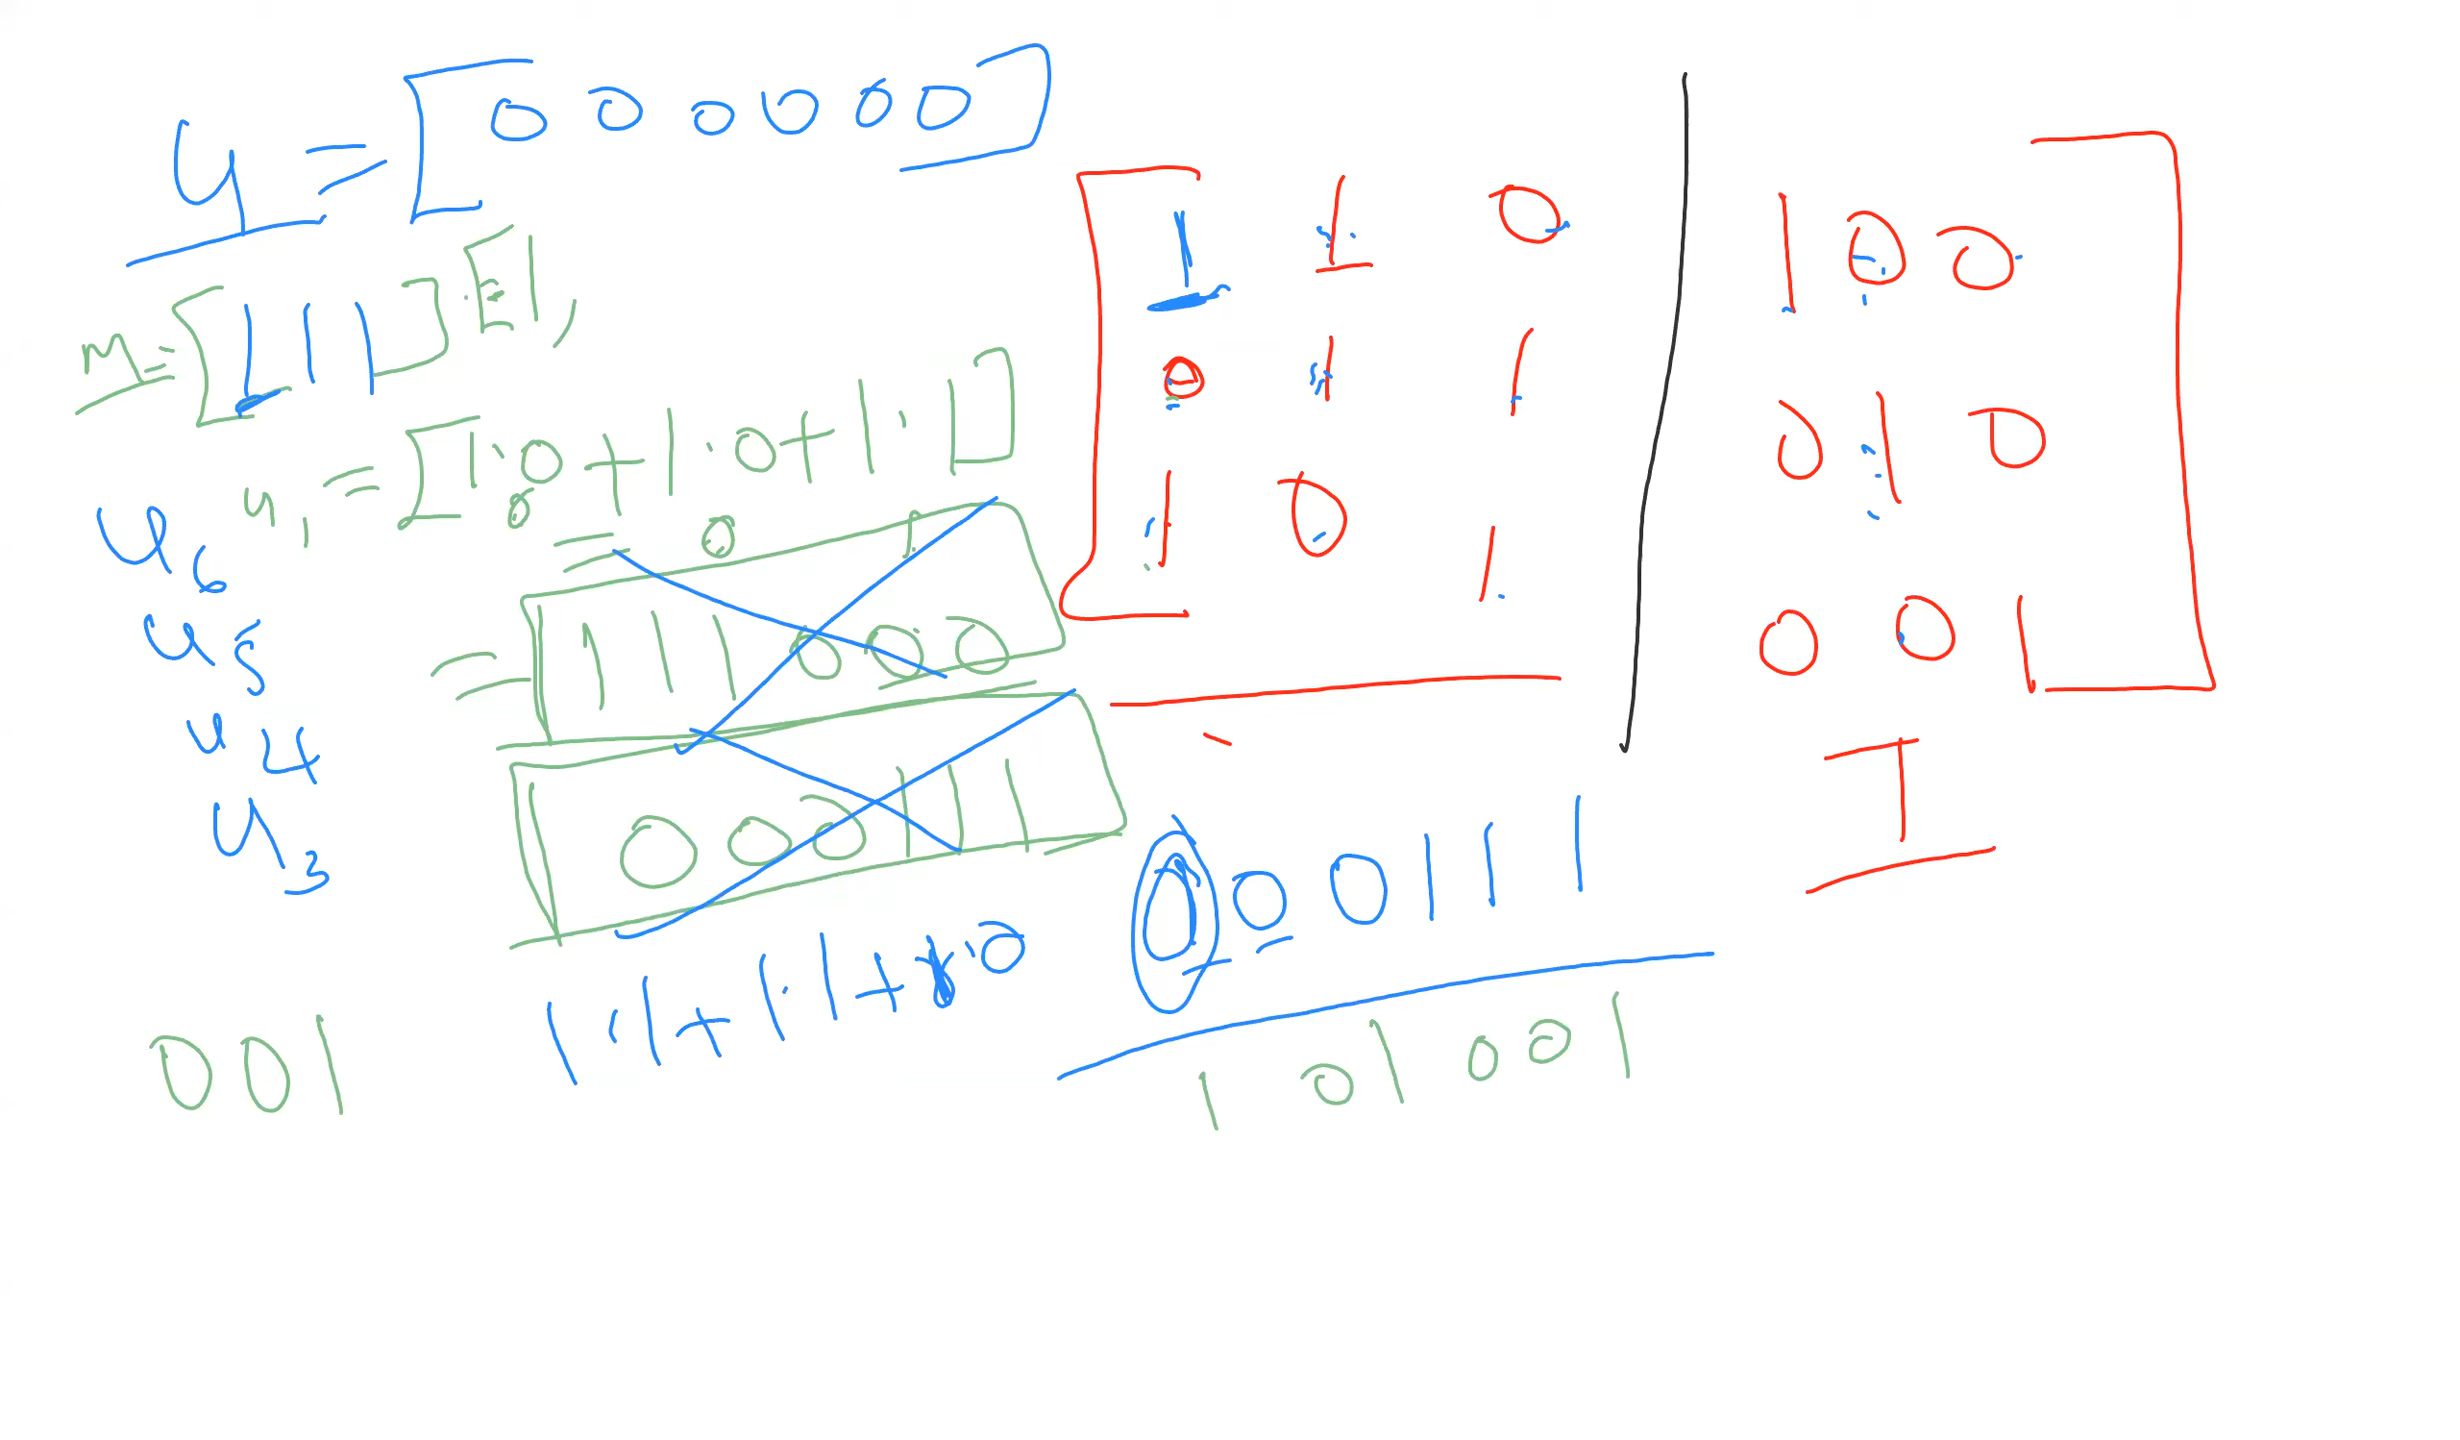 u = [ 0 0 0 0 0 0 ]
m = [ 1 1 1 ] · [ E 1 ,
u₁ = [ 1·0 + 1·0 + 1·1 ]
= 0 0 1
= [ 1 1 1 0 0 0
[ 0 0 0 1 1 1
u₆
u₅
u₄
u₃
1·1 + 1·1 + 0·0
0 0 1
1 1 0 | 1 0 0
0 1 1 | 0 1 0
1 0 1 | 0 0 1
I
0 0 0 1 1 1
1 0 1 0 0 1